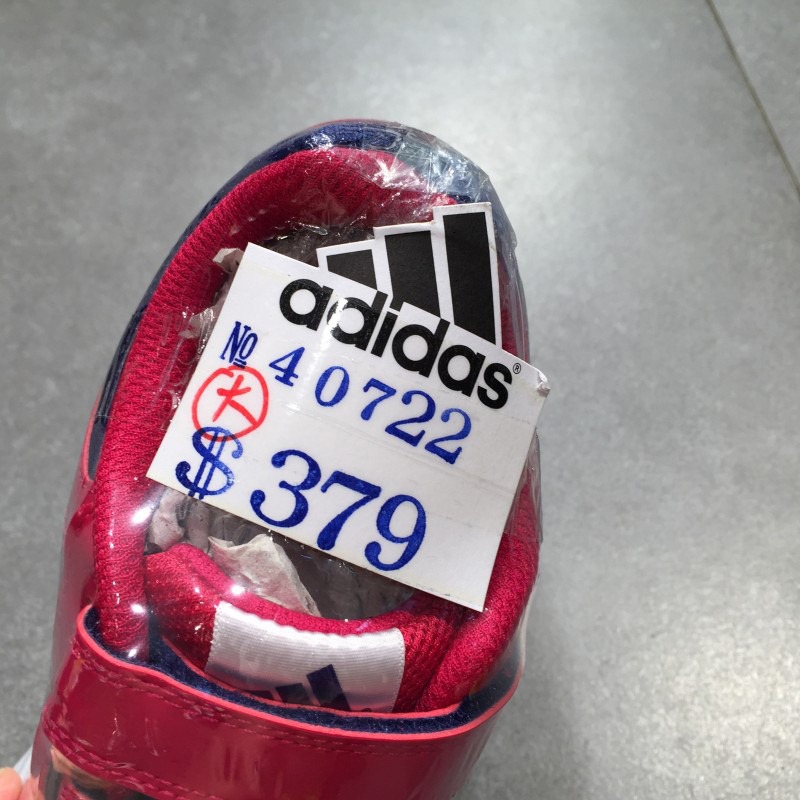 adidas®
№ 40722
大
$ 379